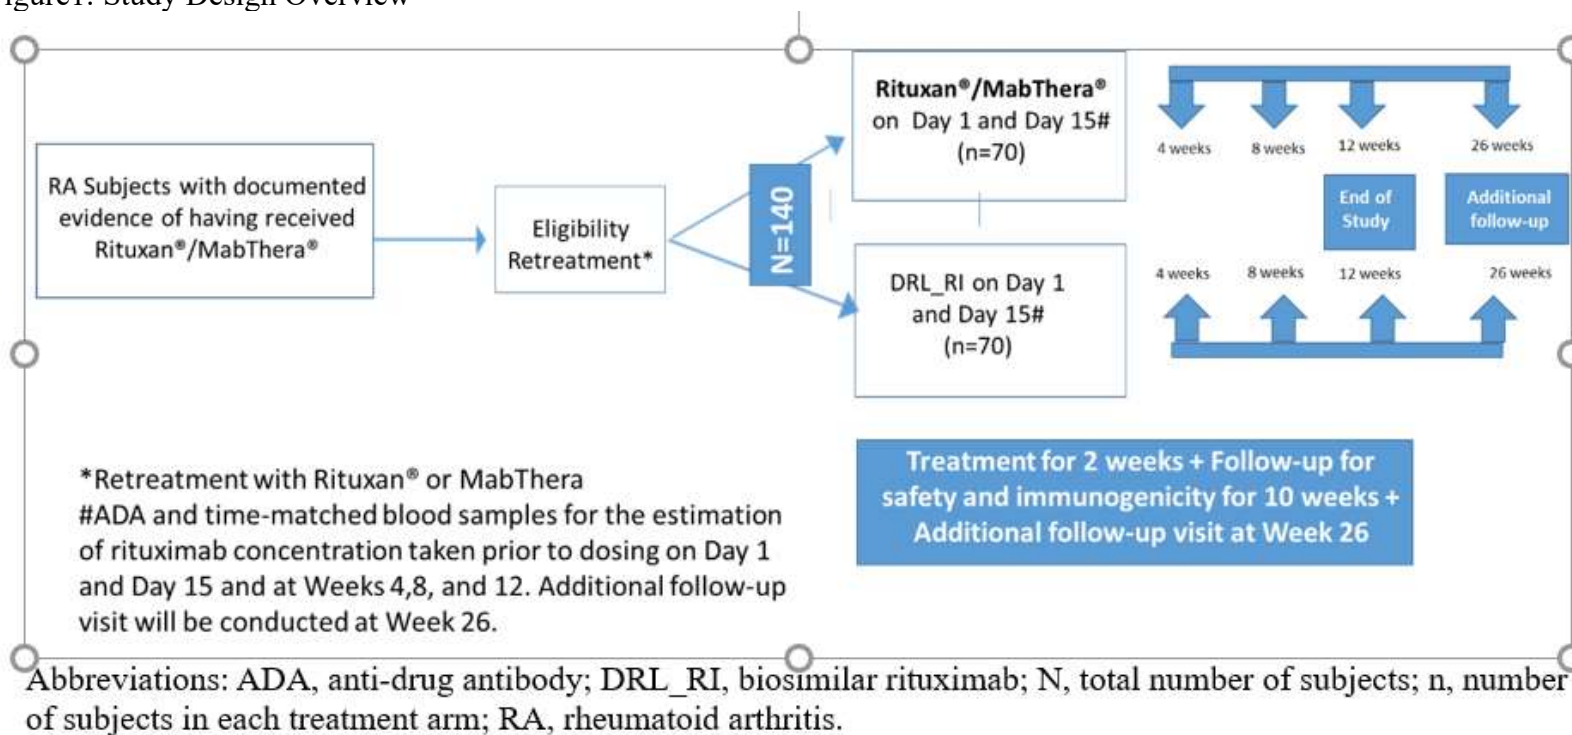 Figure1: Study Design Overview
RA Subjects with documented
evidence of having received
Rituxan®/MabThera®
Eligibility
Retreatment*
N=140
Rituxan®/MabThera®
on Day 1 and Day 15#
(n=70)
DRL_RI on Day 1
and Day 15#
(n=70)
4 weeks
8 weeks
12 weeks
26 weeks
End of
Study
Additional
follow-up
4 weeks
8 weeks
12 weeks
26 weeks
Treatment for 2 weeks + Follow-up for
safety and immunogenicity for 10 weeks +
Additional follow-up visit at Week 26
*Retreatment with Rituxan® or MabThera
#ADA and time-matched blood samples for the estimation
of rituximab concentration taken prior to dosing on Day 1
and Day 15 and at Weeks 4,8, and 12. Additional follow-up
visit will be conducted at Week 26.
Abbreviations: ADA, anti-drug antibody; DRL_RI, biosimilar rituximab; N, total number of subjects; n, number
of subjects in each treatment arm; RA, rheumatoid arthritis.